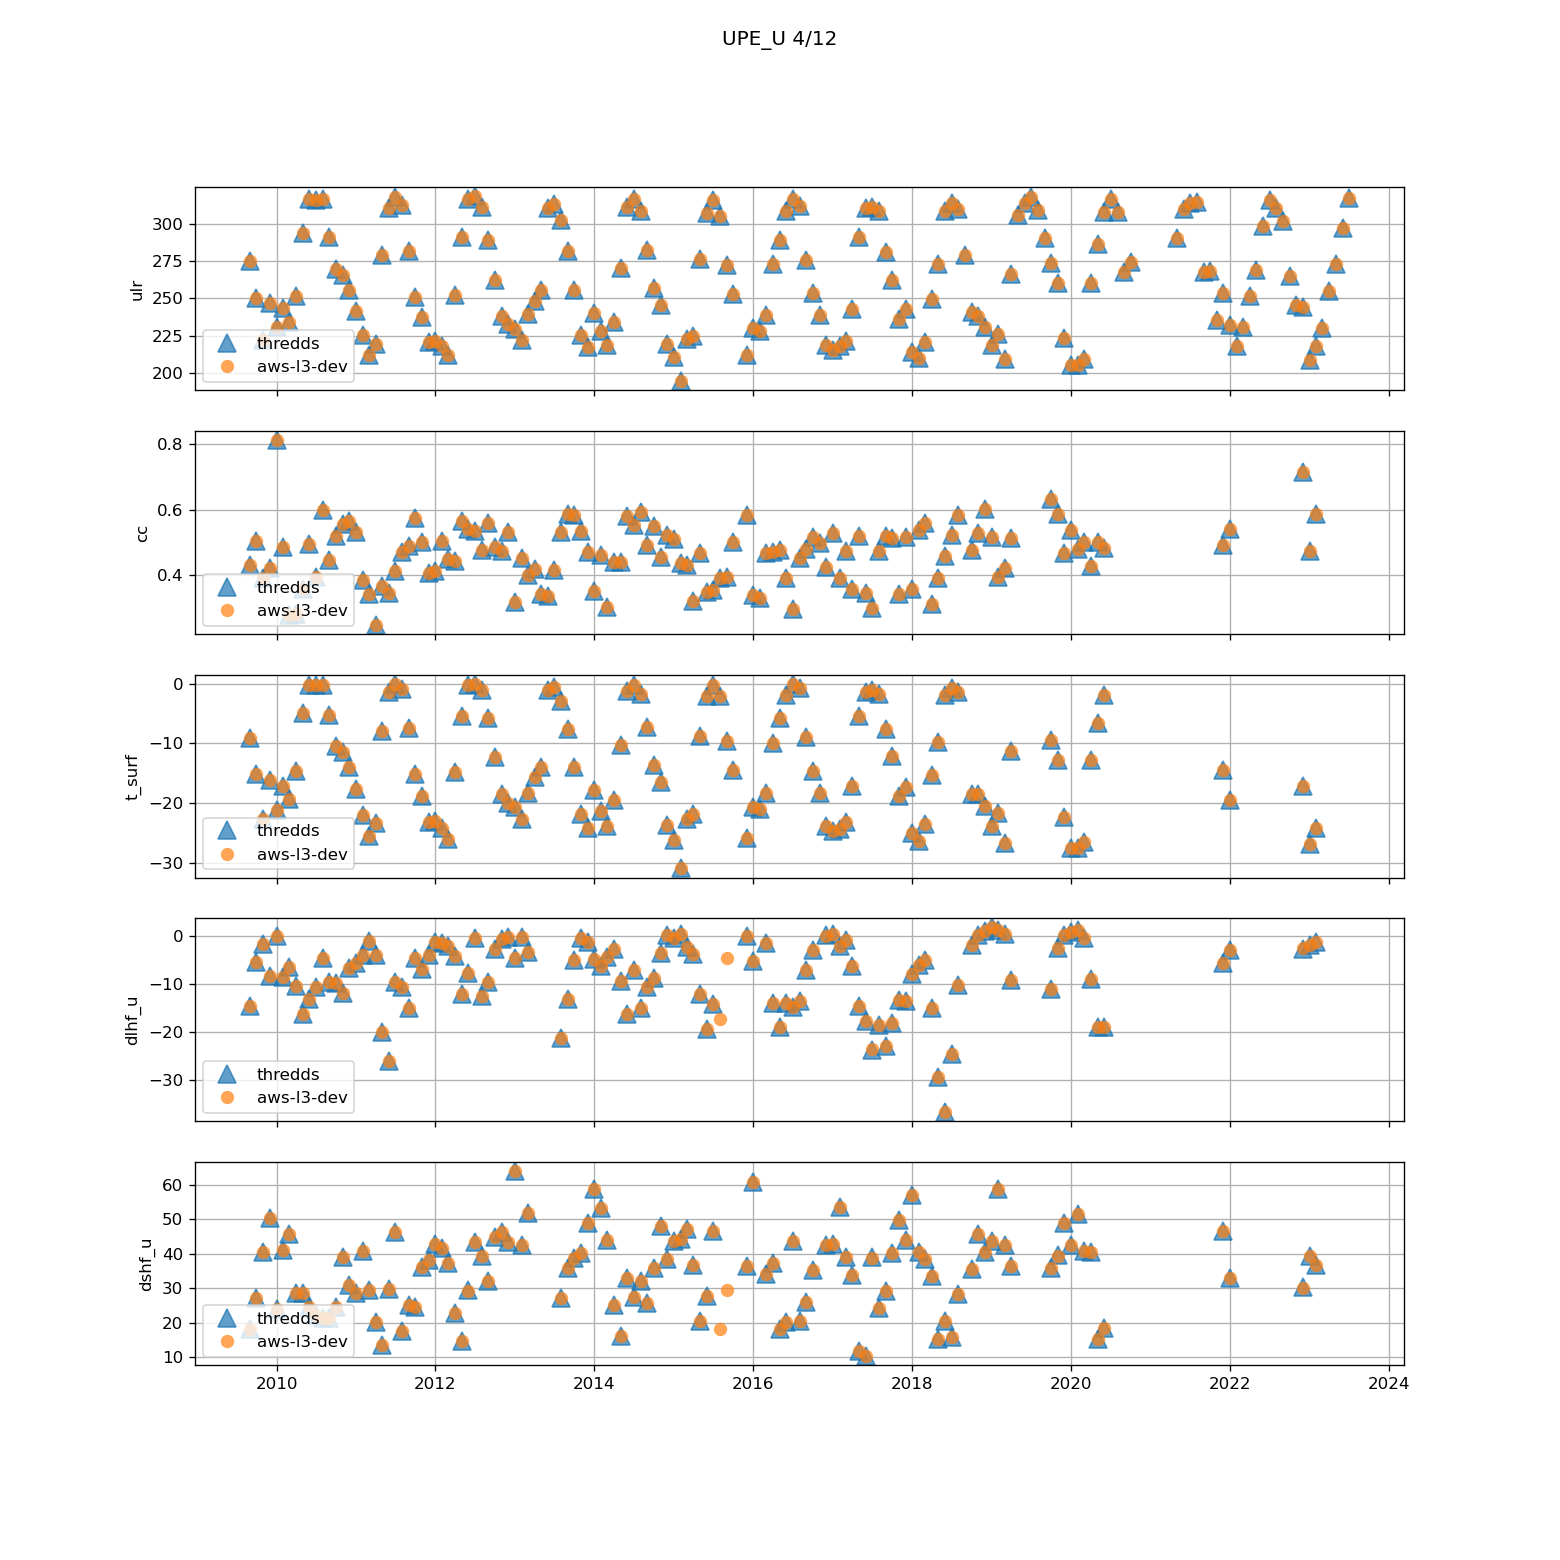 UPE_U 4/12
300
275
250
225
200
ulr
thredds
aws-l3-dev
0.8
0.6
0.4
cc
thredds
aws-l3-dev
0
−10
−20
−30
t_surf
thredds
aws-l3-dev
0
−10
−20
−30
dlhf_u
thredds
aws-l3-dev
60
50
40
30
20
10
dshf_u
thredds
aws-l3-dev
2010 2012 2014 2016 2018 2020 2022 2024